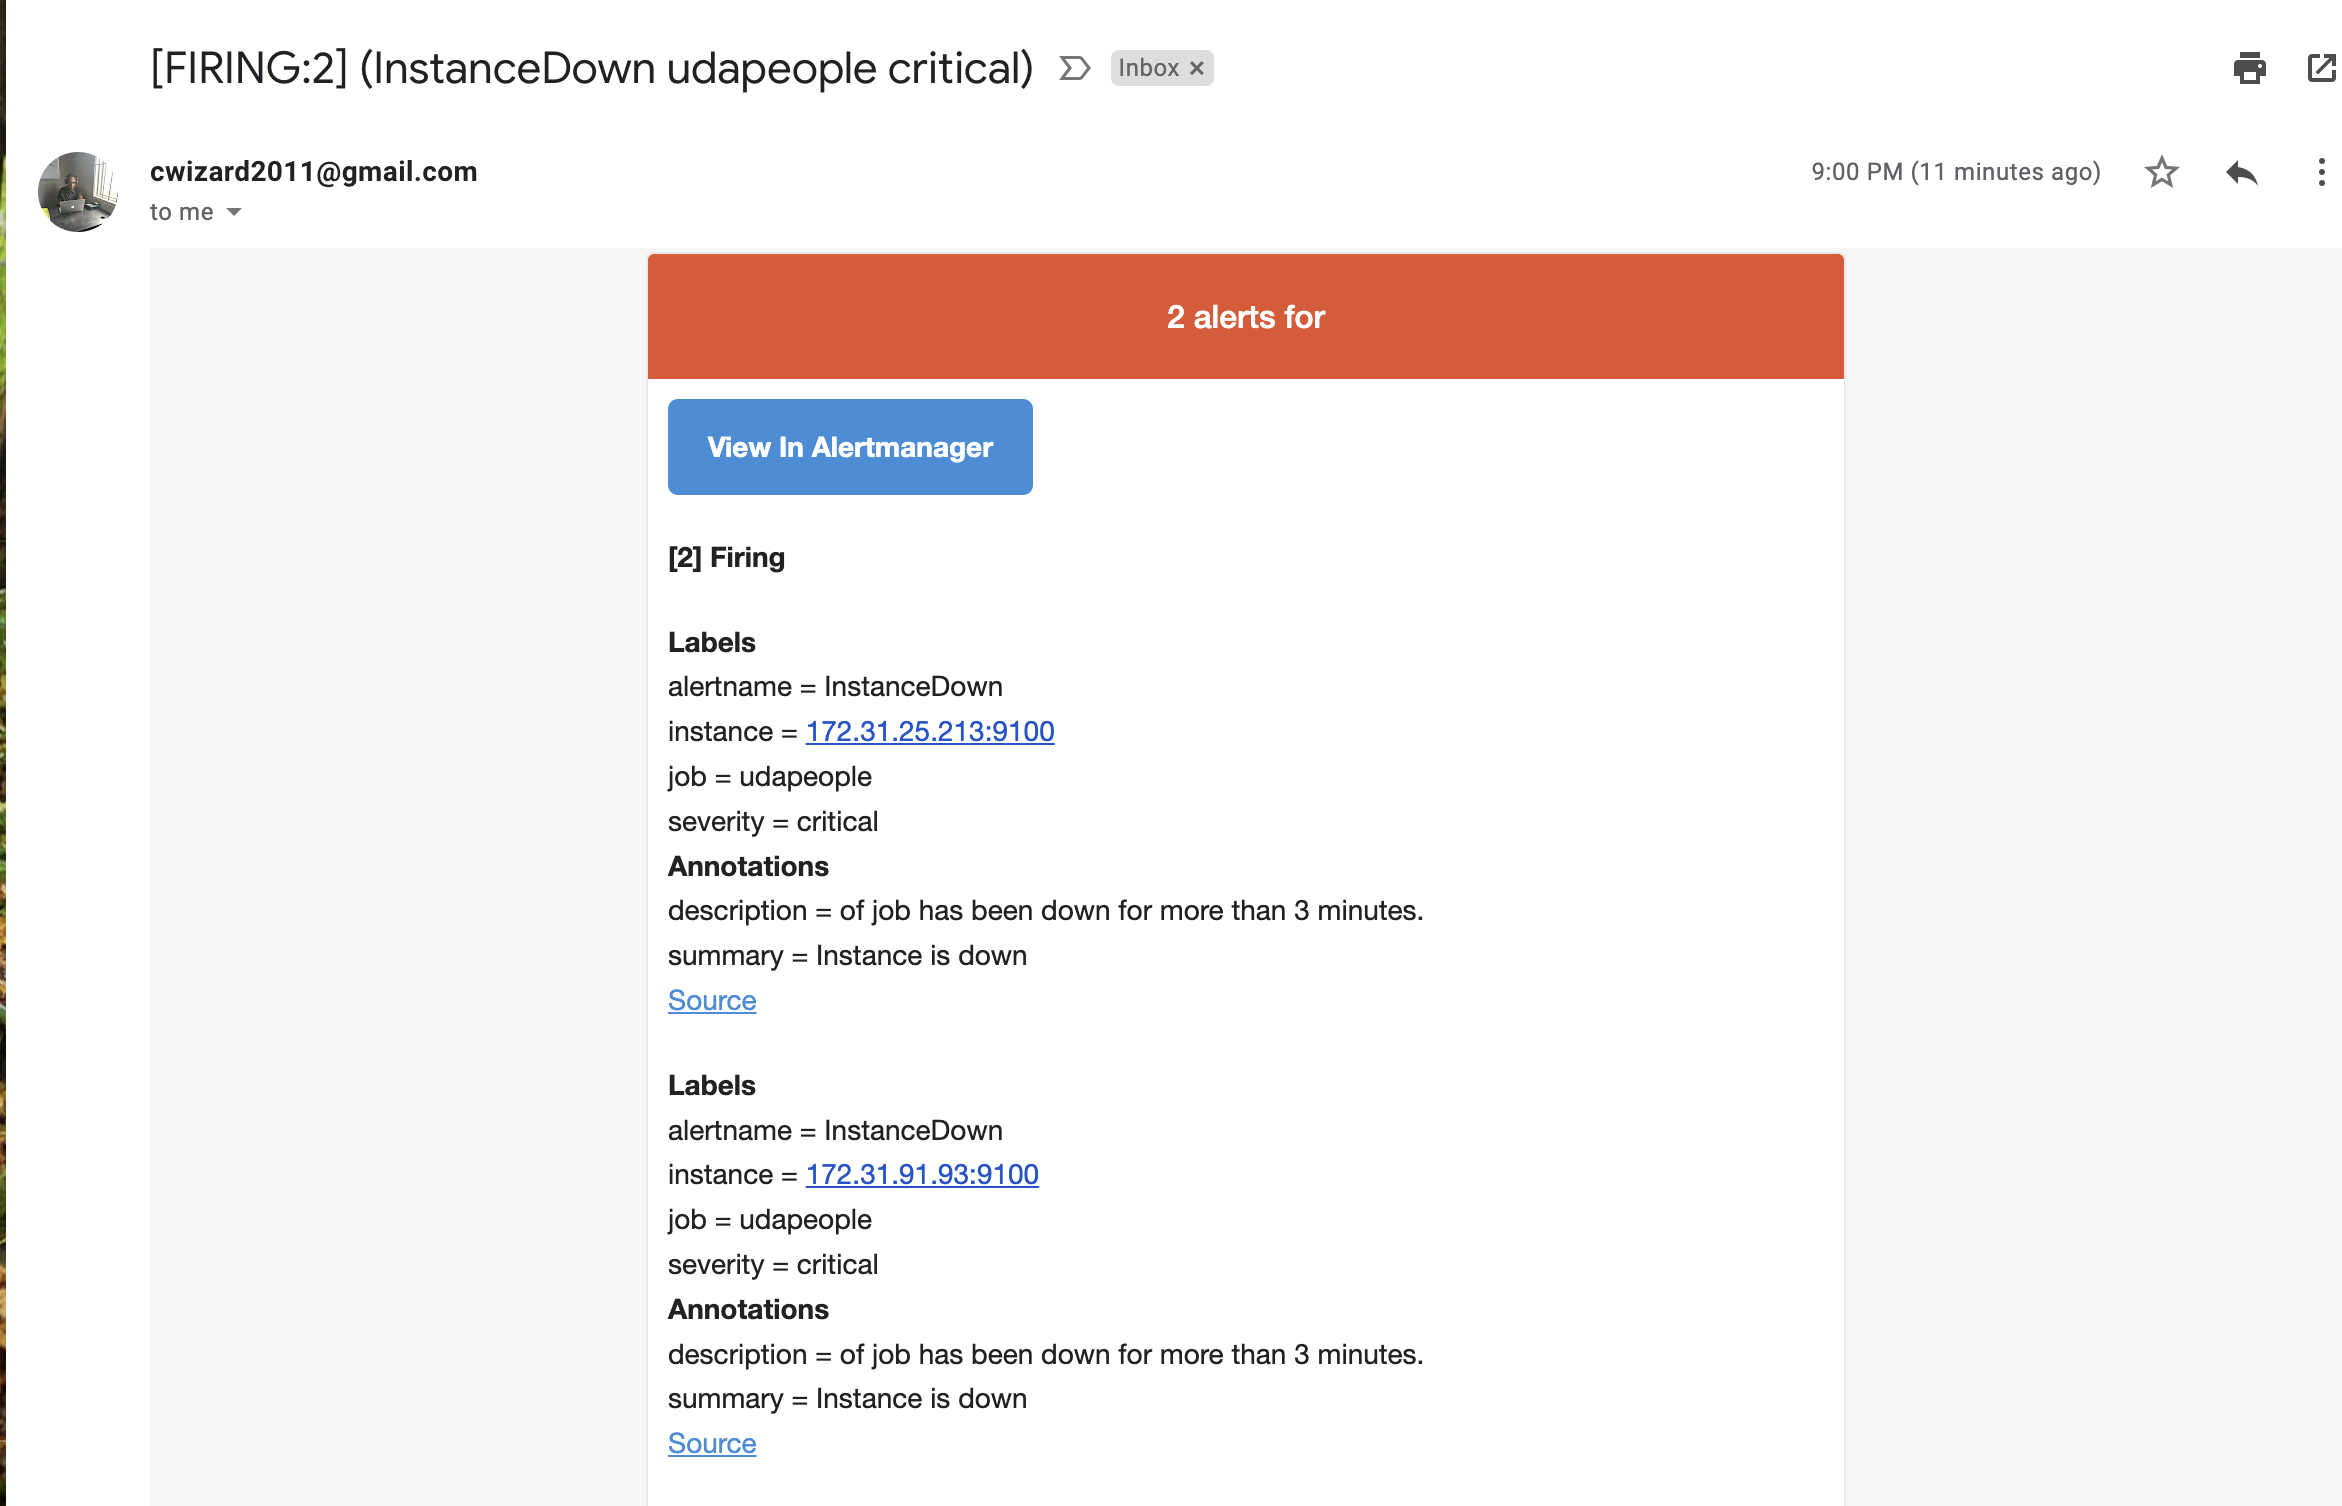 [FIRING:2] (InstanceDown udapeople critical) Inbox ×
cwizard2011@gmail.com 9:00 PM (11 minutes ago)
to me
2 alerts for
View In Alertmanager
[2] Firing
Labels
alertname = InstanceDown
instance = 172.31.25.213:9100
job = udapeople
severity = critical
Annotations
description = of job has been down for more than 3 minutes.
summary = Instance is down
Source
Labels
alertname = InstanceDown
instance = 172.31.91.93:9100
job = udapeople
severity = critical
Annotations
description = of job has been down for more than 3 minutes.
summary = Instance is down
Source